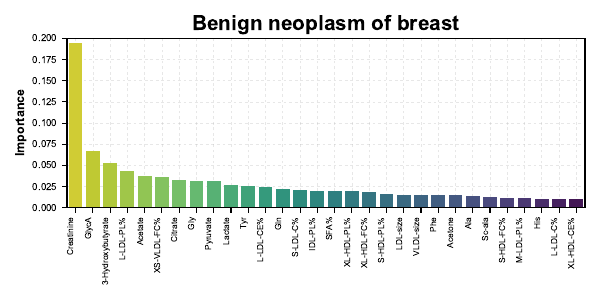 Benign neoplasm of breast
Importance
0.200
0.175
0.150
0.125
0.100
0.075
0.050
0.025
0.000
Creatinine
GlycA
3-Hydroxybutyrate
L-LDL-PL%
Acetate
XS-VLDL-FC%
Citrate
Gly
Pyruvate
Lactate
Tyr
L-LDL-CE%
Gln
S-LDL-C%
IDL-PL%
SFA%
XL-HDL-PL%
XL-HDL-FC%
S-HDL-PL%
LDL-size
VLDL-size
Phe
Acetone
Ala
Sc-ala
S-HDL-FC%
M-LDL-PL%
His
L-LDL-C%
XL-HDL-CE%